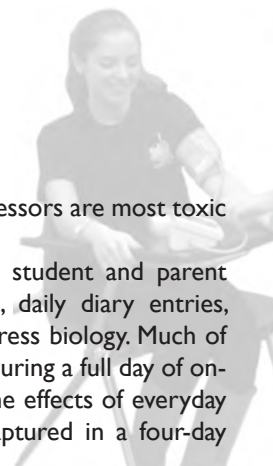 essors are most toxic
student and parent
, daily diary entries,
ress biology. Much of
uring a full day of on-
ne effects of everyday
ptured in a four-day